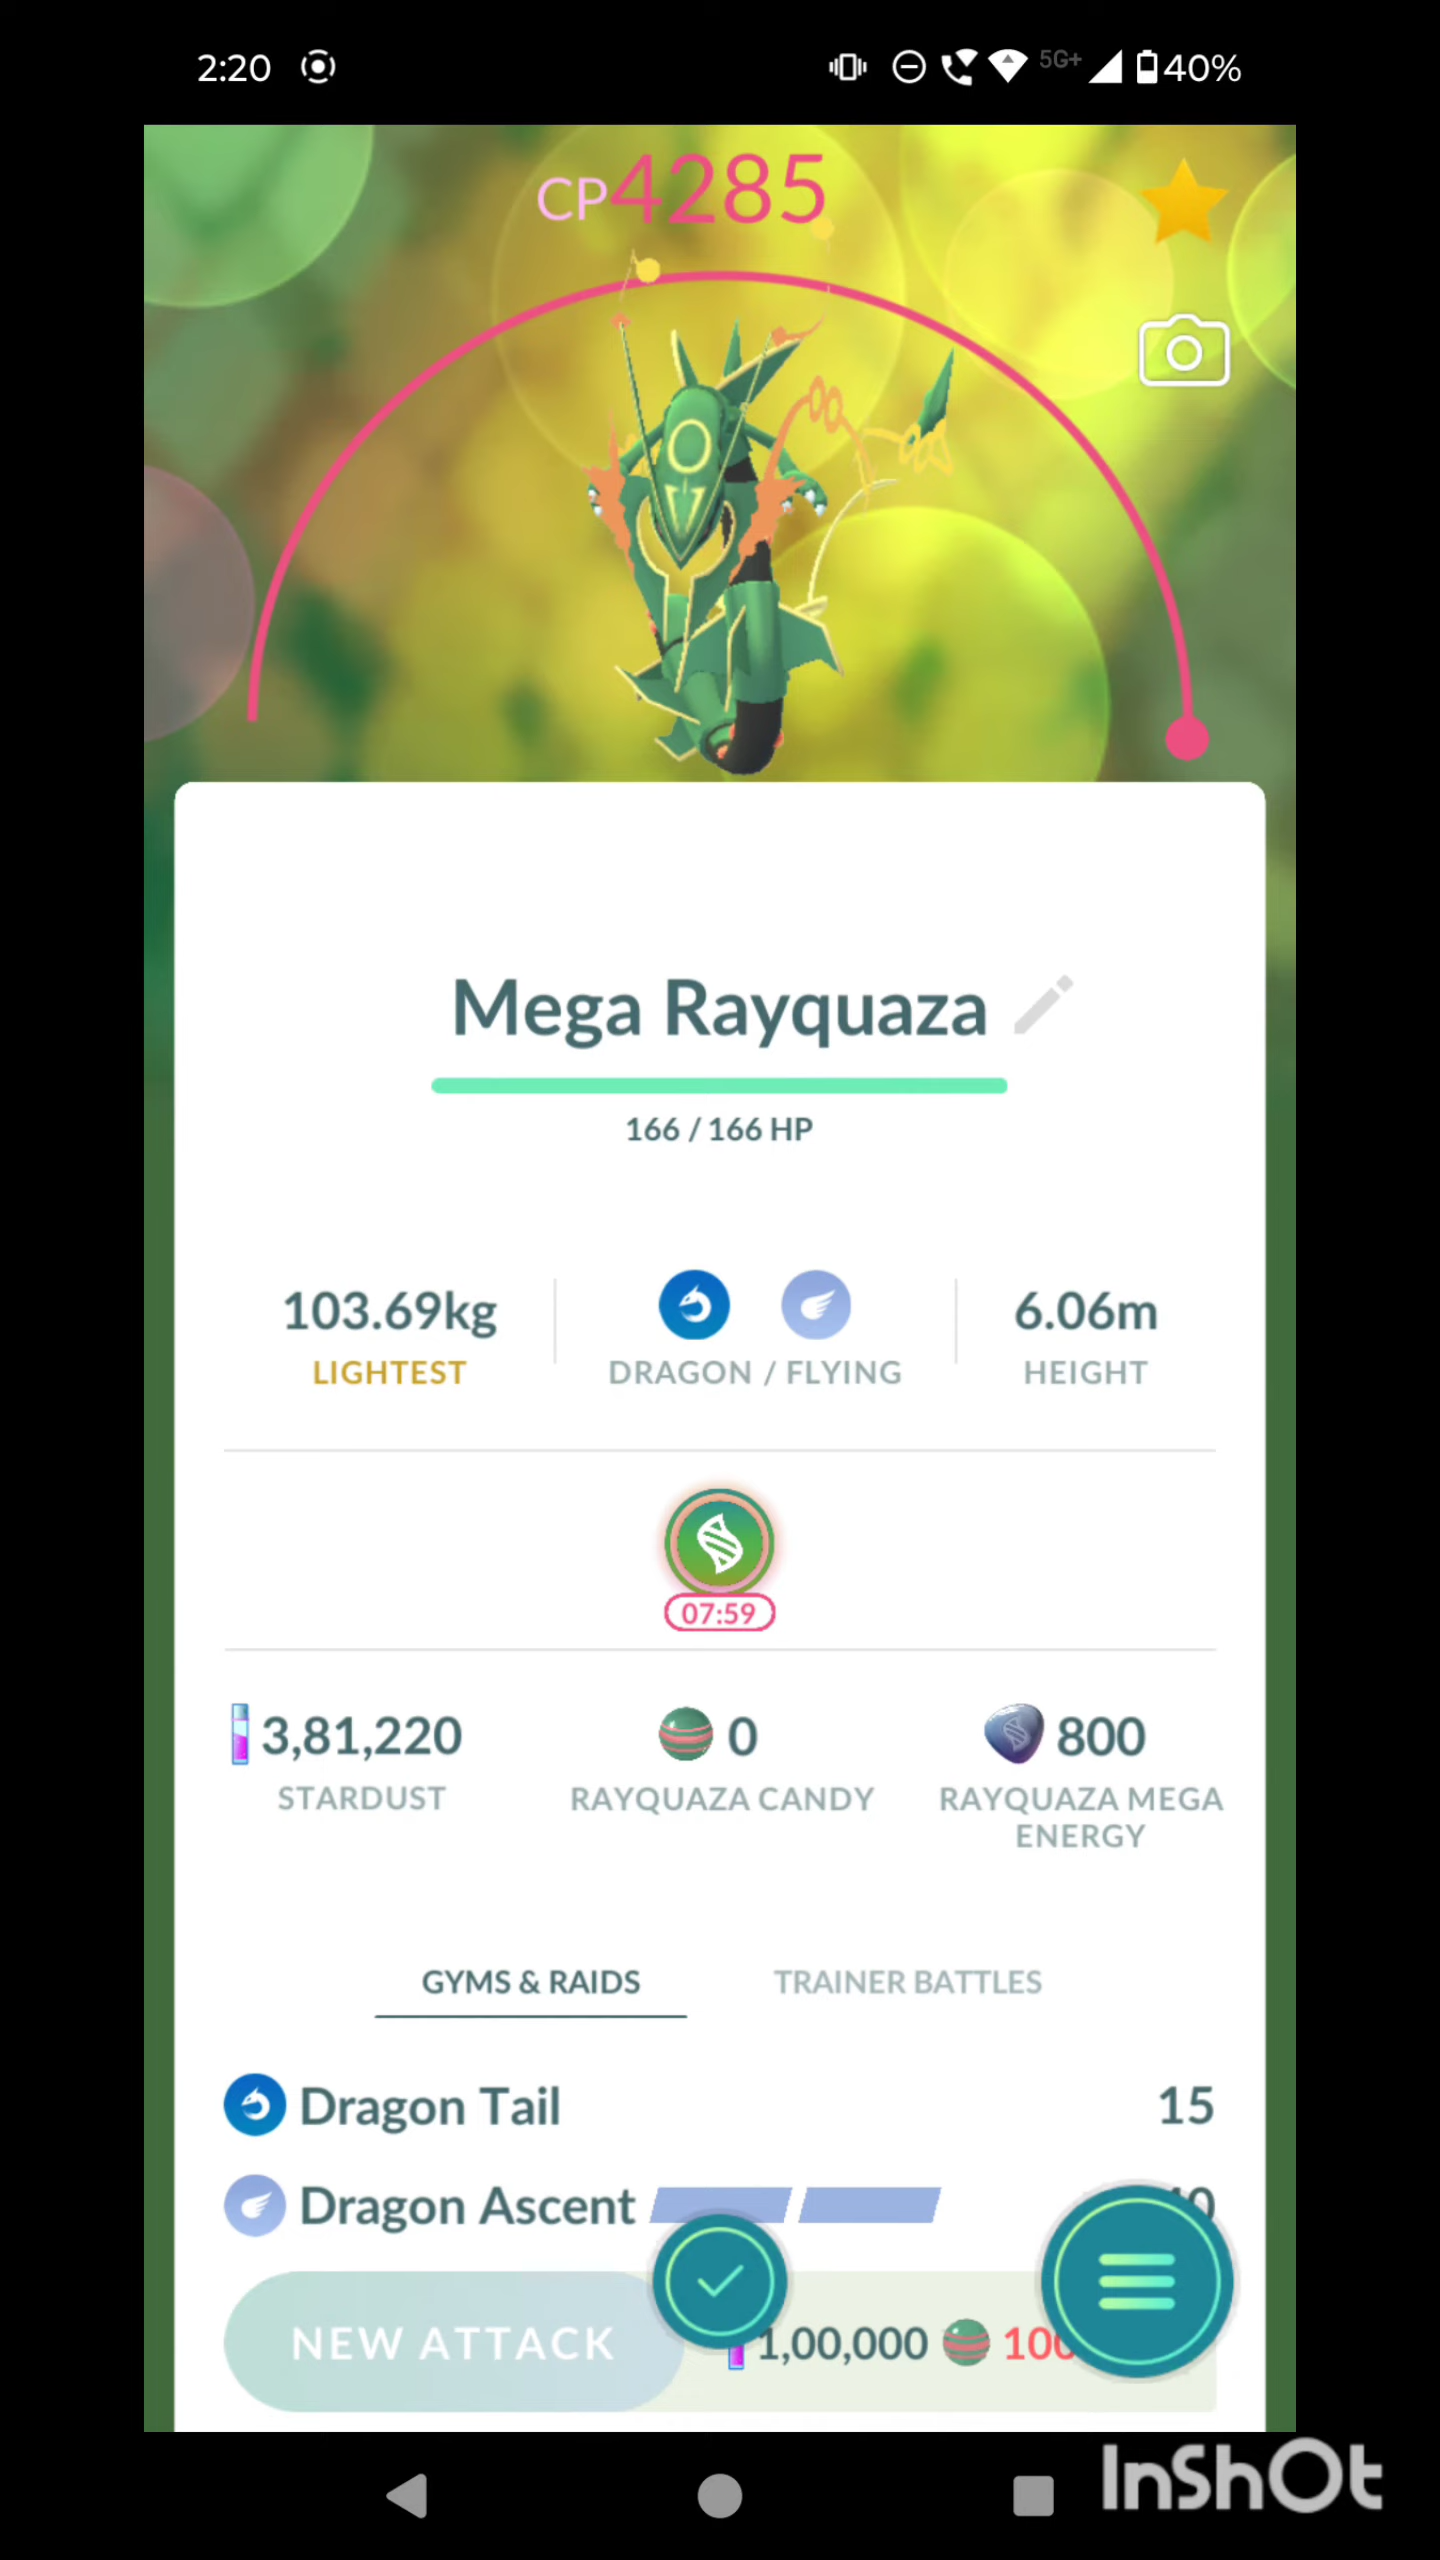 2:20 5G+ 40%
CP4285
Mega Rayquaza
166 / 166 HP
103.69kg
LIGHTEST
DRAGON / FLYING
6.06m
HEIGHT
07:59
3,81,220
STARDUST
0
RAYQUAZA CANDY
800
RAYQUAZA MEGA
ENERGY
GYMS & RAIDS TRAINER BATTLES
Dragon Tail 15
Dragon Ascent
NEW ATTACK 1,00,000 100
InShOt